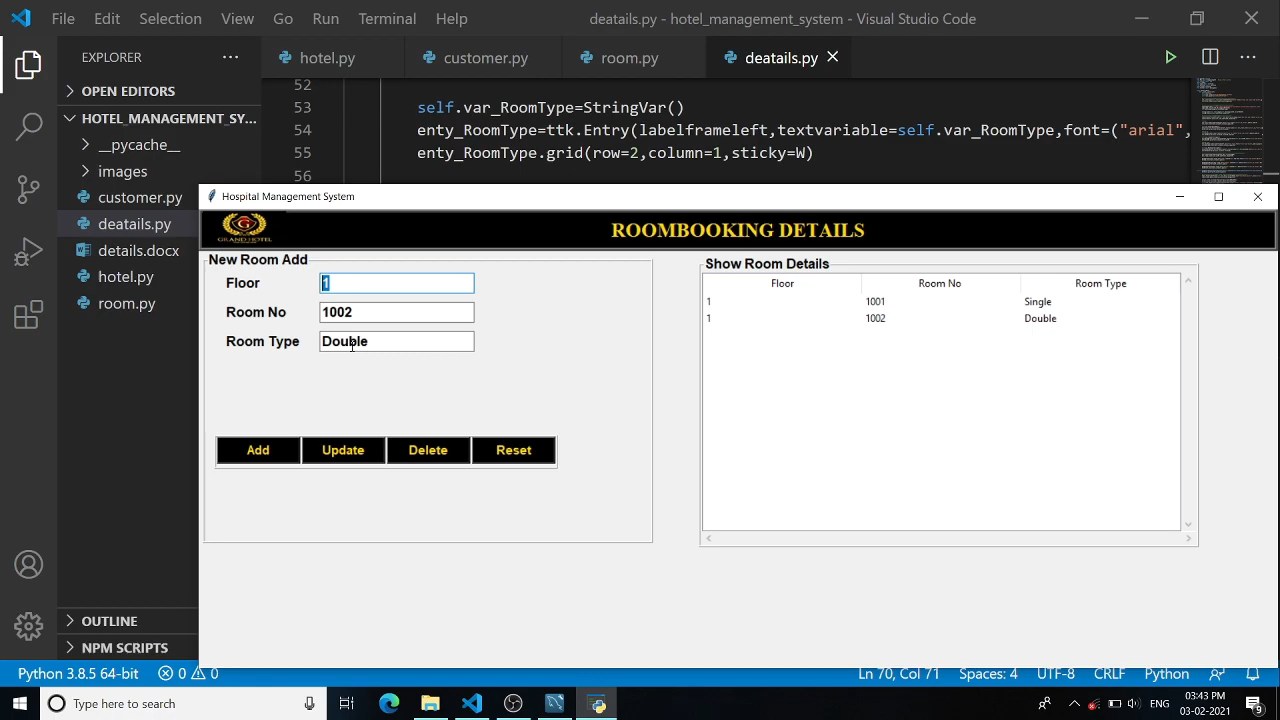 File Edit Selection View Go Run Terminal Help
deatails.py - hotel_management_system - Visual Studio Code
EXPLORER
hotel.py customer.py room.py deatails.py
OPEN EDITORS
HOTEL_MANAGEMENT_SY...
__pycache__
images
customer.py
deatails.py
details.docx
hotel.py
room.py
OUTLINE
NPM SCRIPTS
52
53 self.var_RoomType=StringVar()
54 enty_RoomType=ttk.Entry(labelframeleft,textvariable=self.var_RoomType,font=("arial",
55 enty_RoomType.grid(row=2,column=1,sticky=W)
56
Hospital Management System
GRAND HOTEL
ROOMBOOKING DETAILS
New Room Add
Floor 1
Room No 1002
Room Type Double
Add Update Delete Reset
Show Room Details
Floor Room No Room Type
1 1001 Single
1 1002 Double
Python 3.8.5 64-bit 0 0
Ln 70, Col 71 Spaces: 4 UTF-8 CRLF Python
Type here to search
ENG
03:43 PM
03-02-2021